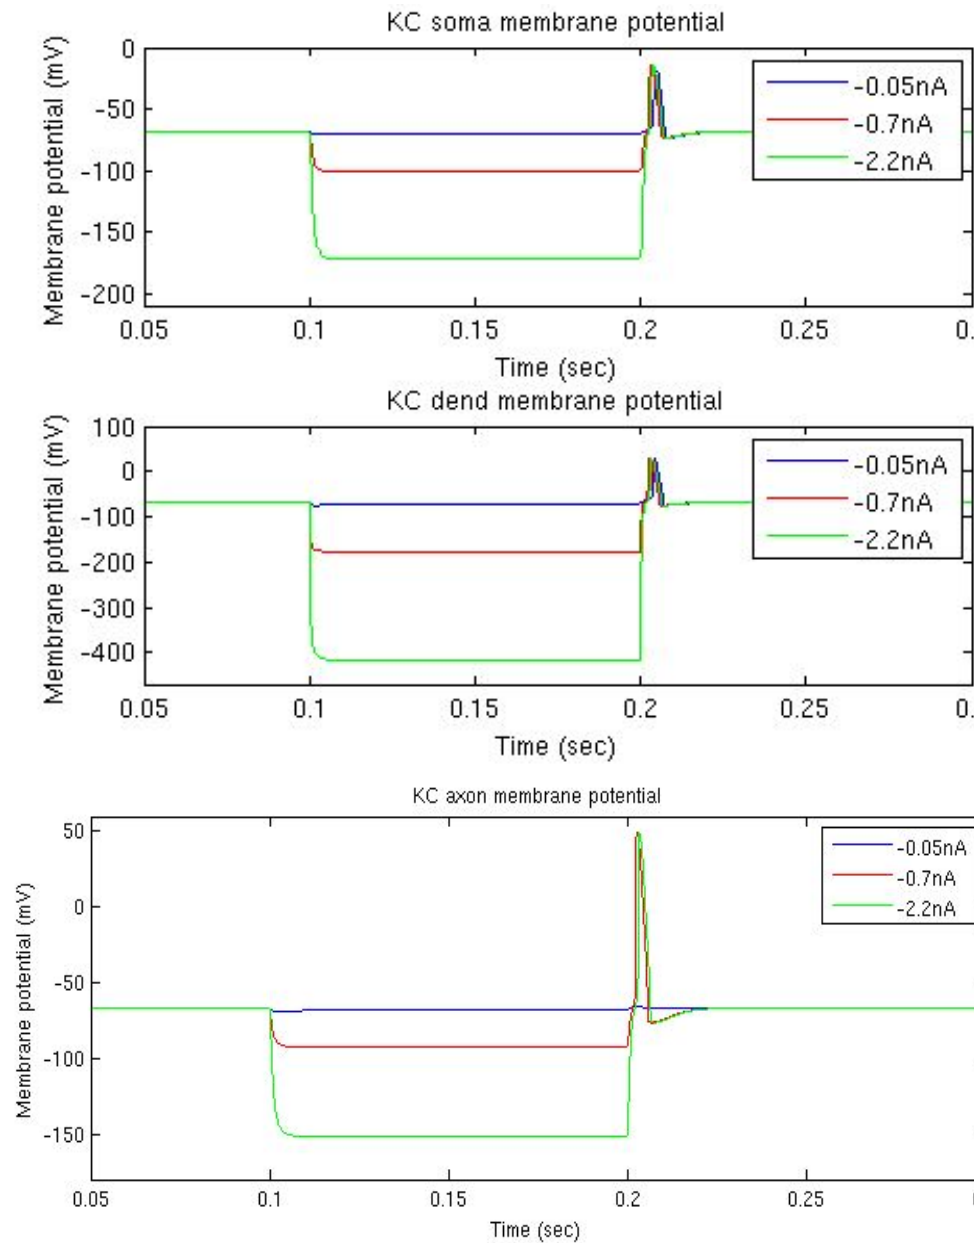 KC soma membrane potential
Membrane potential (mV)
0
-50
-100
-150
-200
-0.05nA
-0.7nA
-2.2nA
0.05 0.1 0.15 0.2 0.25 0.
Time (sec)
KC dend membrane potential
Membrane potential (mV)
100
0
-100
-200
-300
-400
-0.05nA
-0.7nA
-2.2nA
0.05 0.1 0.15 0.2 0.25 0.
Time (sec)
KC axon membrane potential
Membrane potential (mV)
50
0
-50
-100
-150
-0.05nA
-0.7nA
-2.2nA
0.05 0.1 0.15 0.2 0.25
Time (sec)